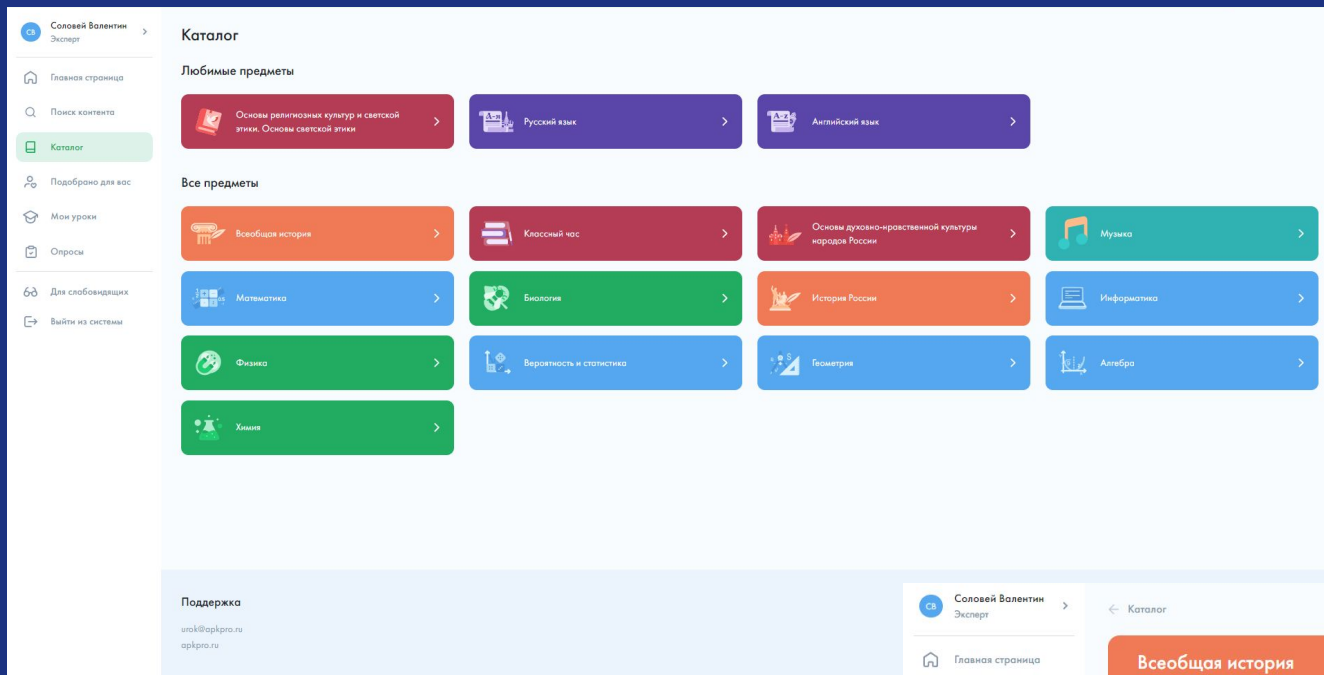 СВ
Соловей Валентин
Эксперт
Главная страница
Поиск контента
Каталог
Подобрано для вас
Мои уроки
Опросы
Для слабовидящих
Выйти из системы
Каталог
Любимые предметы
Основы религиозных культур и светской
этики. Основы светской этики
А-Я
Русский язык
A-Z
Английский язык
Все предметы
Всеобщая история
Классный час
Основы духовно-нравственной культуры
народов России
Музыка
Математика
Биология
История России
Информатика
Физика
Вероятность и статистика
Геометрия
Алгебра
Химия
Поддержка
urok@apkpro.ru
apkpro.ru
СВ
Соловей Валентин
Эксперт
Главная страница
Каталог
Всеобщая история